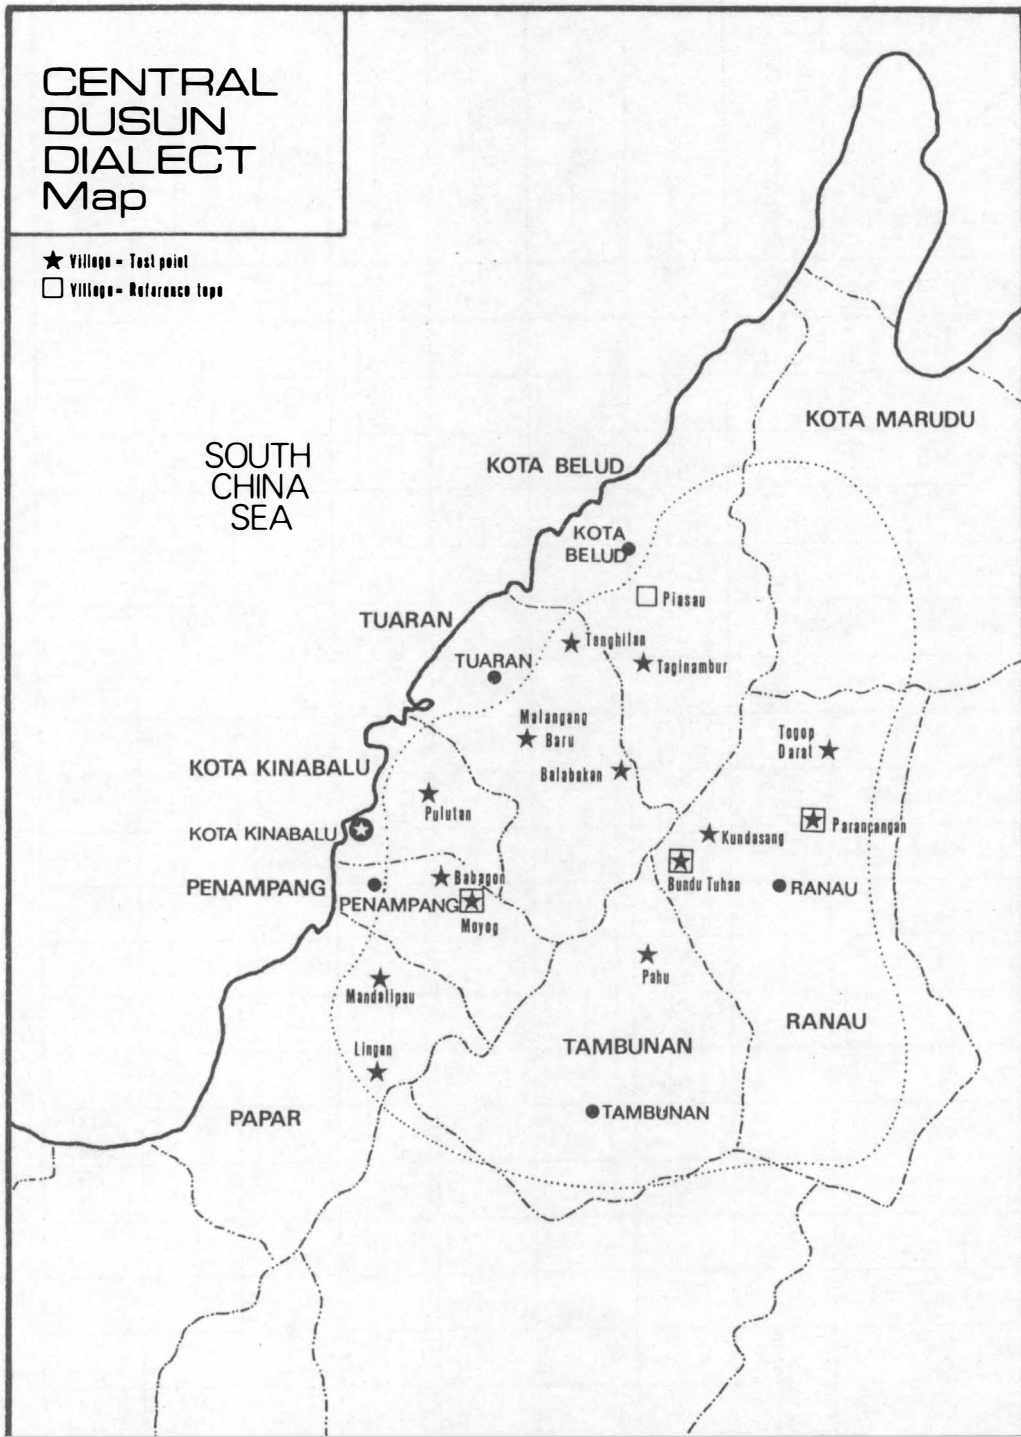 CENTRAL
DUSUN
DIALECT
Map
Village = Test point
Village = Reference tape
KOTA MARUDU
SOUTH
CHINA
SEA
KOTA BELUD
KOTA
BELUD
Piasau
TUARAN
Tenghilan
TUARAN
Taginambur
Malangang
Baru
Togop
Darat
Balabakan
KOTA KINABALU
Pulutan
Parancangan
KOTA KINABALU
Kundasang
Bundu Tuhan
RANAU
PENAMPANG
Babagon
PENAMPANG
Moyog
Pahu
Mandalipau
RANAU
TAMBUNAN
Lingan
TAMBUNAN
PAPAR